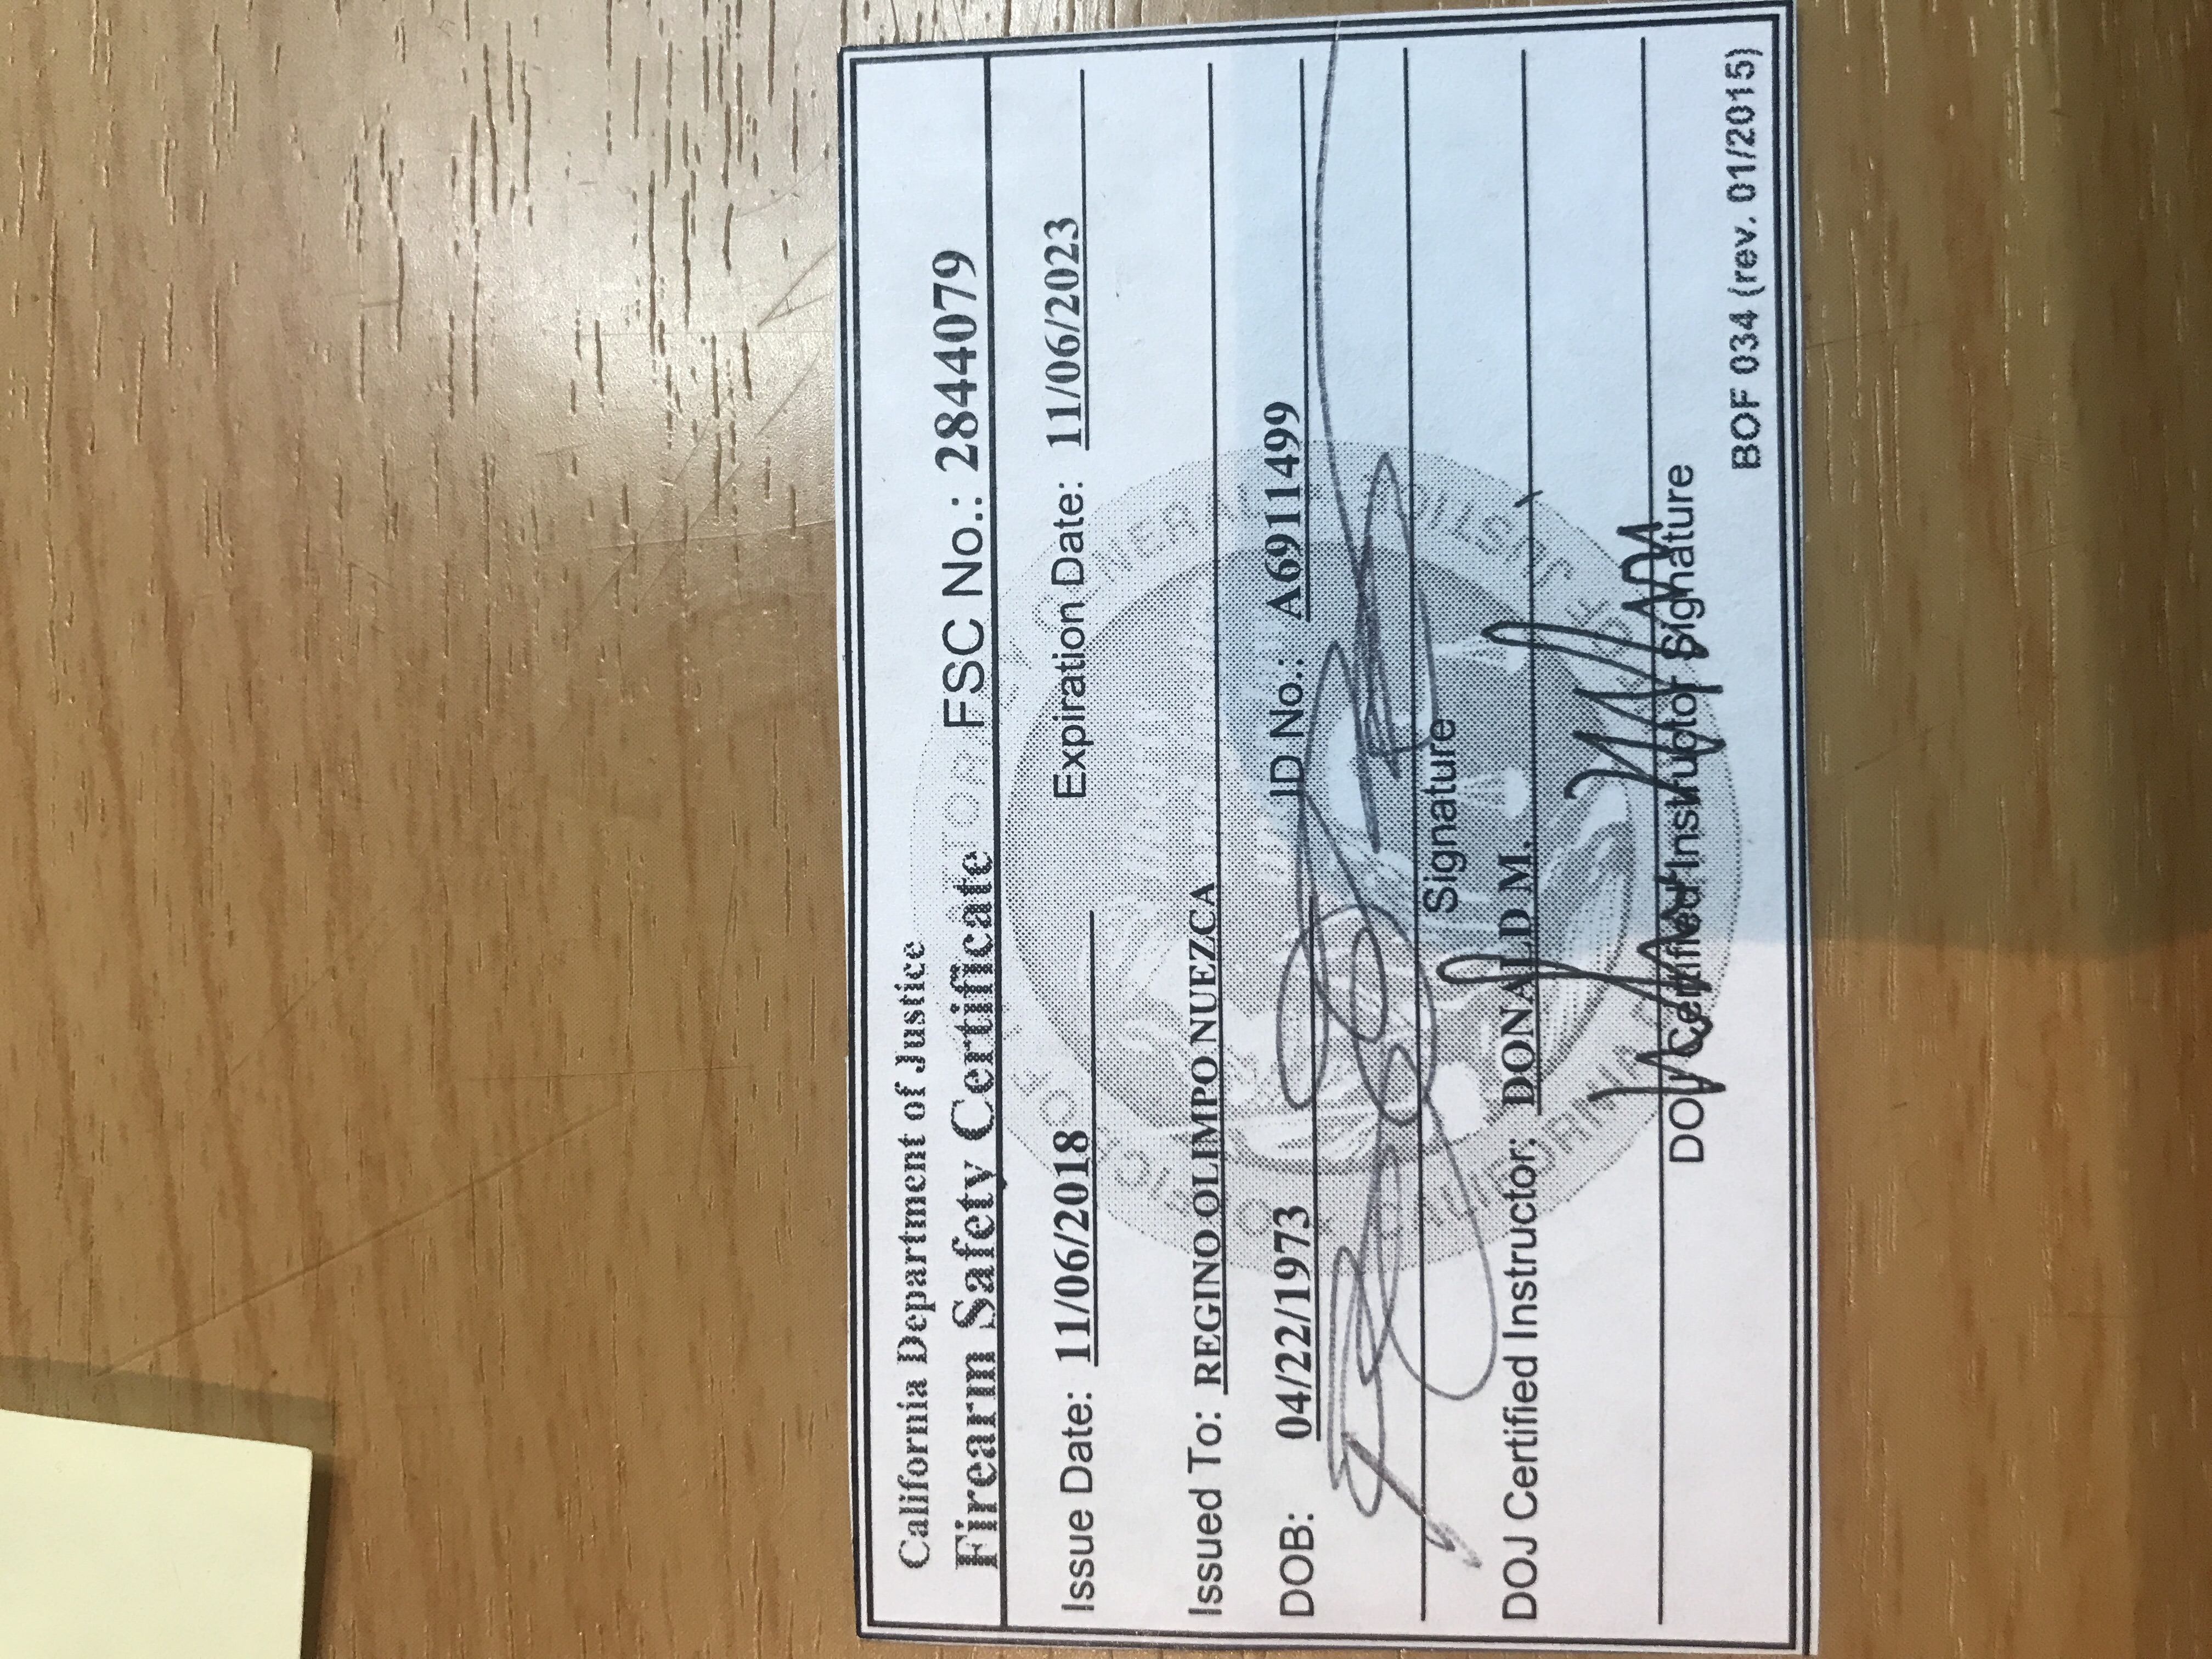 California Department of Justice
Firearm Safety Certificate FSC No.: 2844079
Issue Date: 11/06/2018 Expiration Date: 11/06/2023
Issued To: REGINO OLIMPO NUEZCA
DOB: 04/22/1973 ID No.: A6911499
Signature
DOJ Certified Instructor: DONALD M.
DOJ Certified Instructor Signature
BOF 034 (rev. 01/2015)